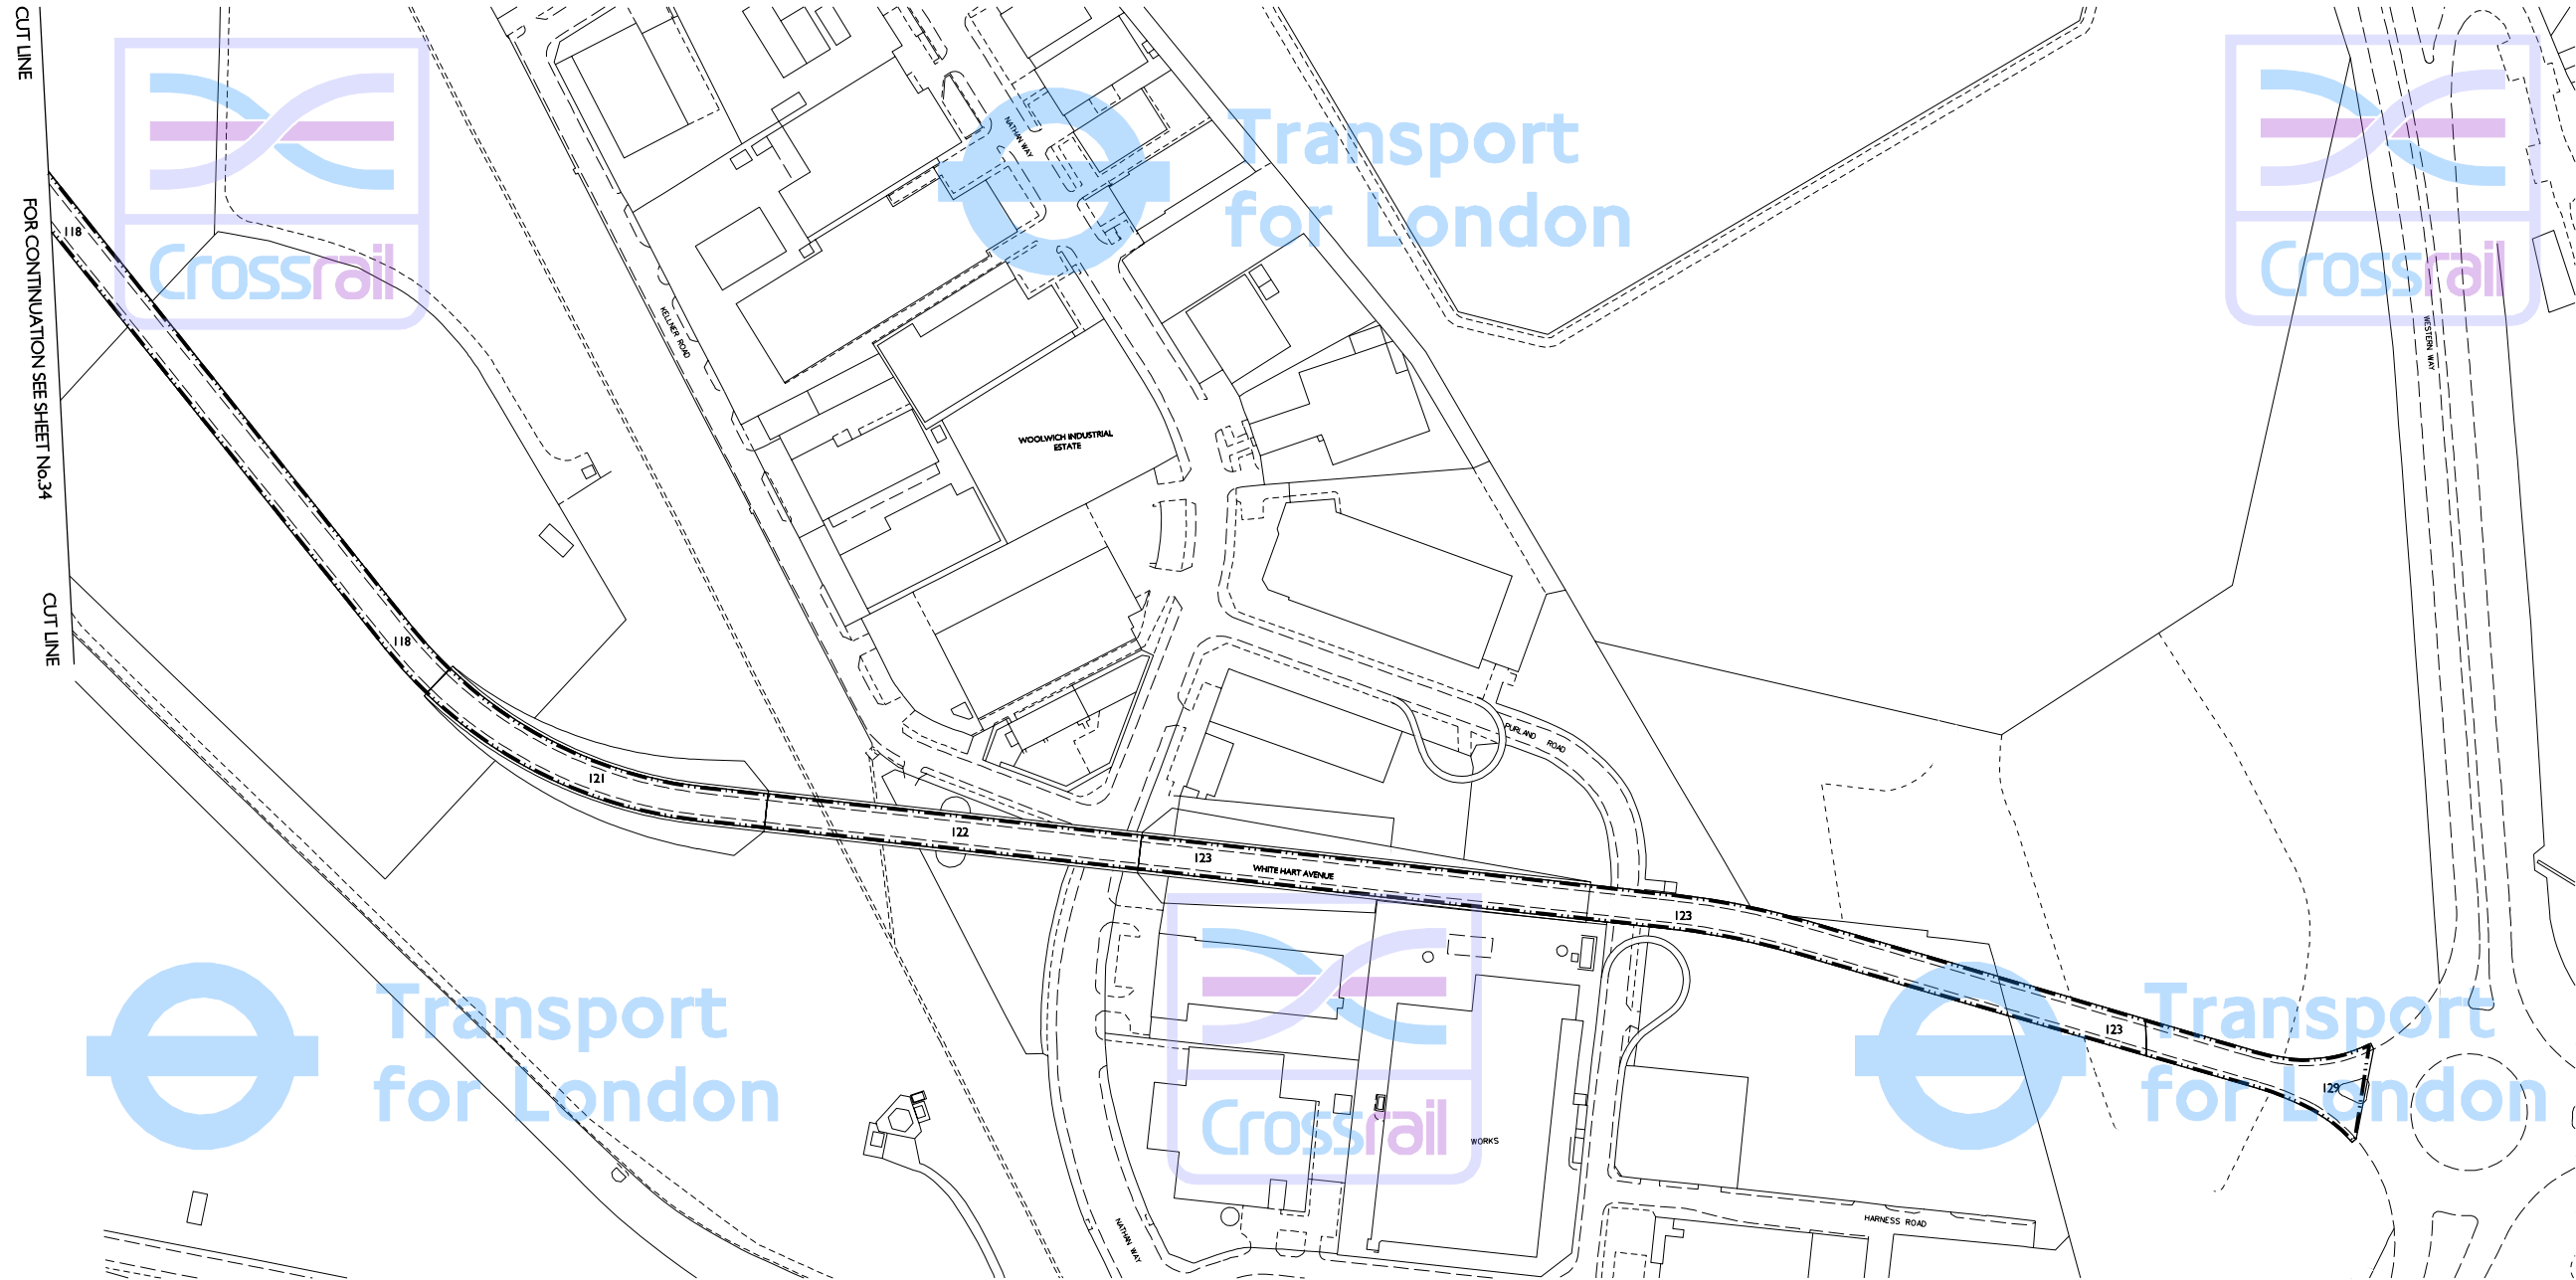 CUT LINE
FOR CONTINUATION SEE SHEET No.34
CUT LINE
Crossrail
Transport
for London
Crossrail
NATHAN WAY
118
KELLNER ROAD
WESTERN WAY
WOOLWICH INDUSTRIAL
ESTATE
118
PURLAND ROAD
121
122
123
WHITE HART AVENUE
123
Transport
for London
Crossrail
123
Transport
for London
129
WORKS
NATHAN WAY
HARNESS ROAD